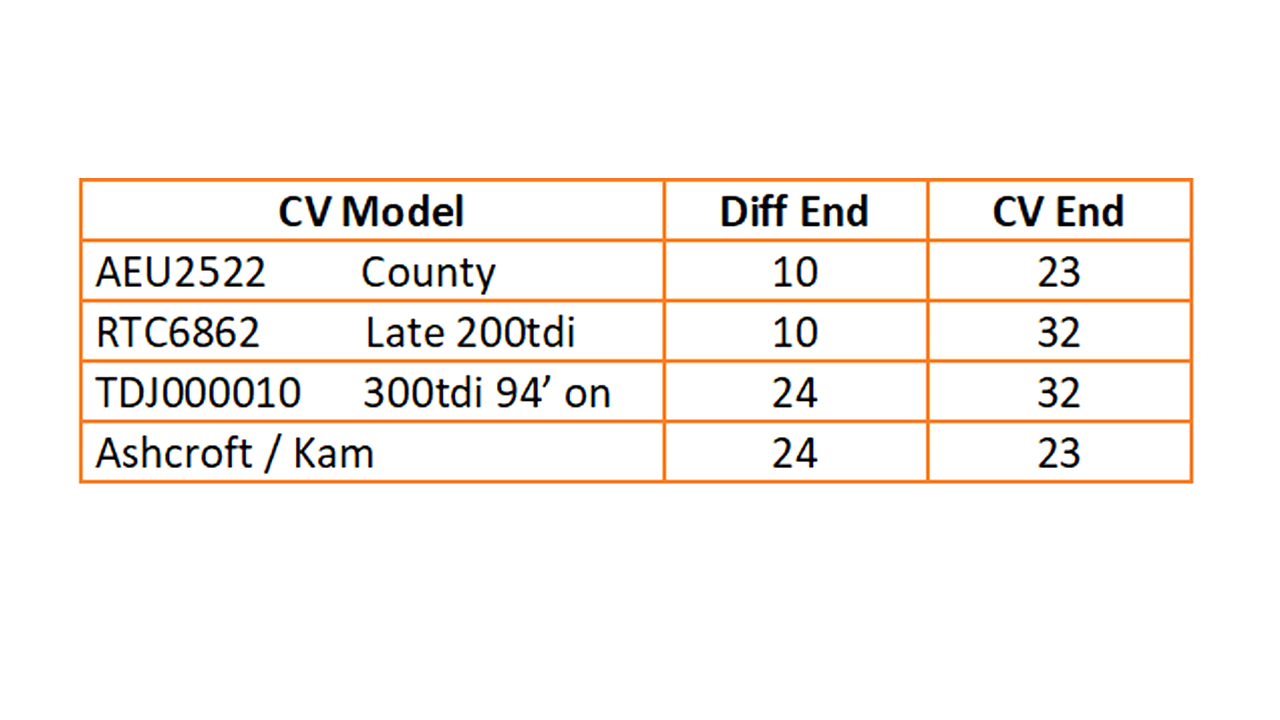 CV Model Diff End CV End
AEU2522 County 10 23
RTC6862 Late 200tdi 10 32
TDJ000010 300tdi 94’ on 24 32
Ashcroft / Kam 24 23